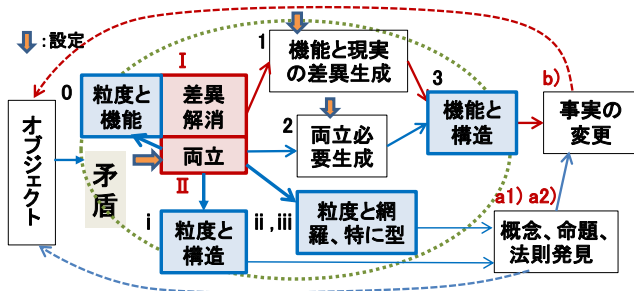 :設定
0
Ⅰ
1
3
b)
オブジェクト
粒度と
機能
差異
解消
機能と現実
の差異生成
機能と
構造
事実の
変更
矛盾
両立
2
両立必
要生成
Ⅱ
a1) a2)
i
粒度と
構造
ii ,iii
粒度と網
羅、特に型
概念、命題、
法則発見